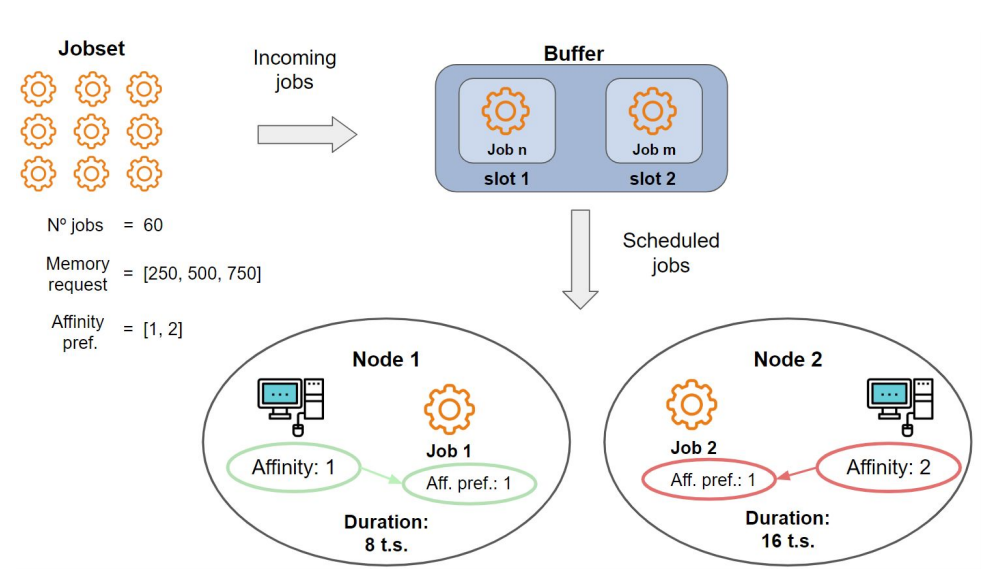 Jobset
Incoming
jobs
Buffer
Job n
Job m
slot 1
slot 2
Nº jobs = 60
Memory
request = [250, 500, 750]
Affinity
pref. = [1, 2]
Scheduled
jobs
Node 1
Job 1
Affinity: 1
Aff. pref.: 1
Duration:
8 t.s.
Node 2
Job 2
Aff. pref.: 1
Affinity: 2
Duration:
16 t.s.